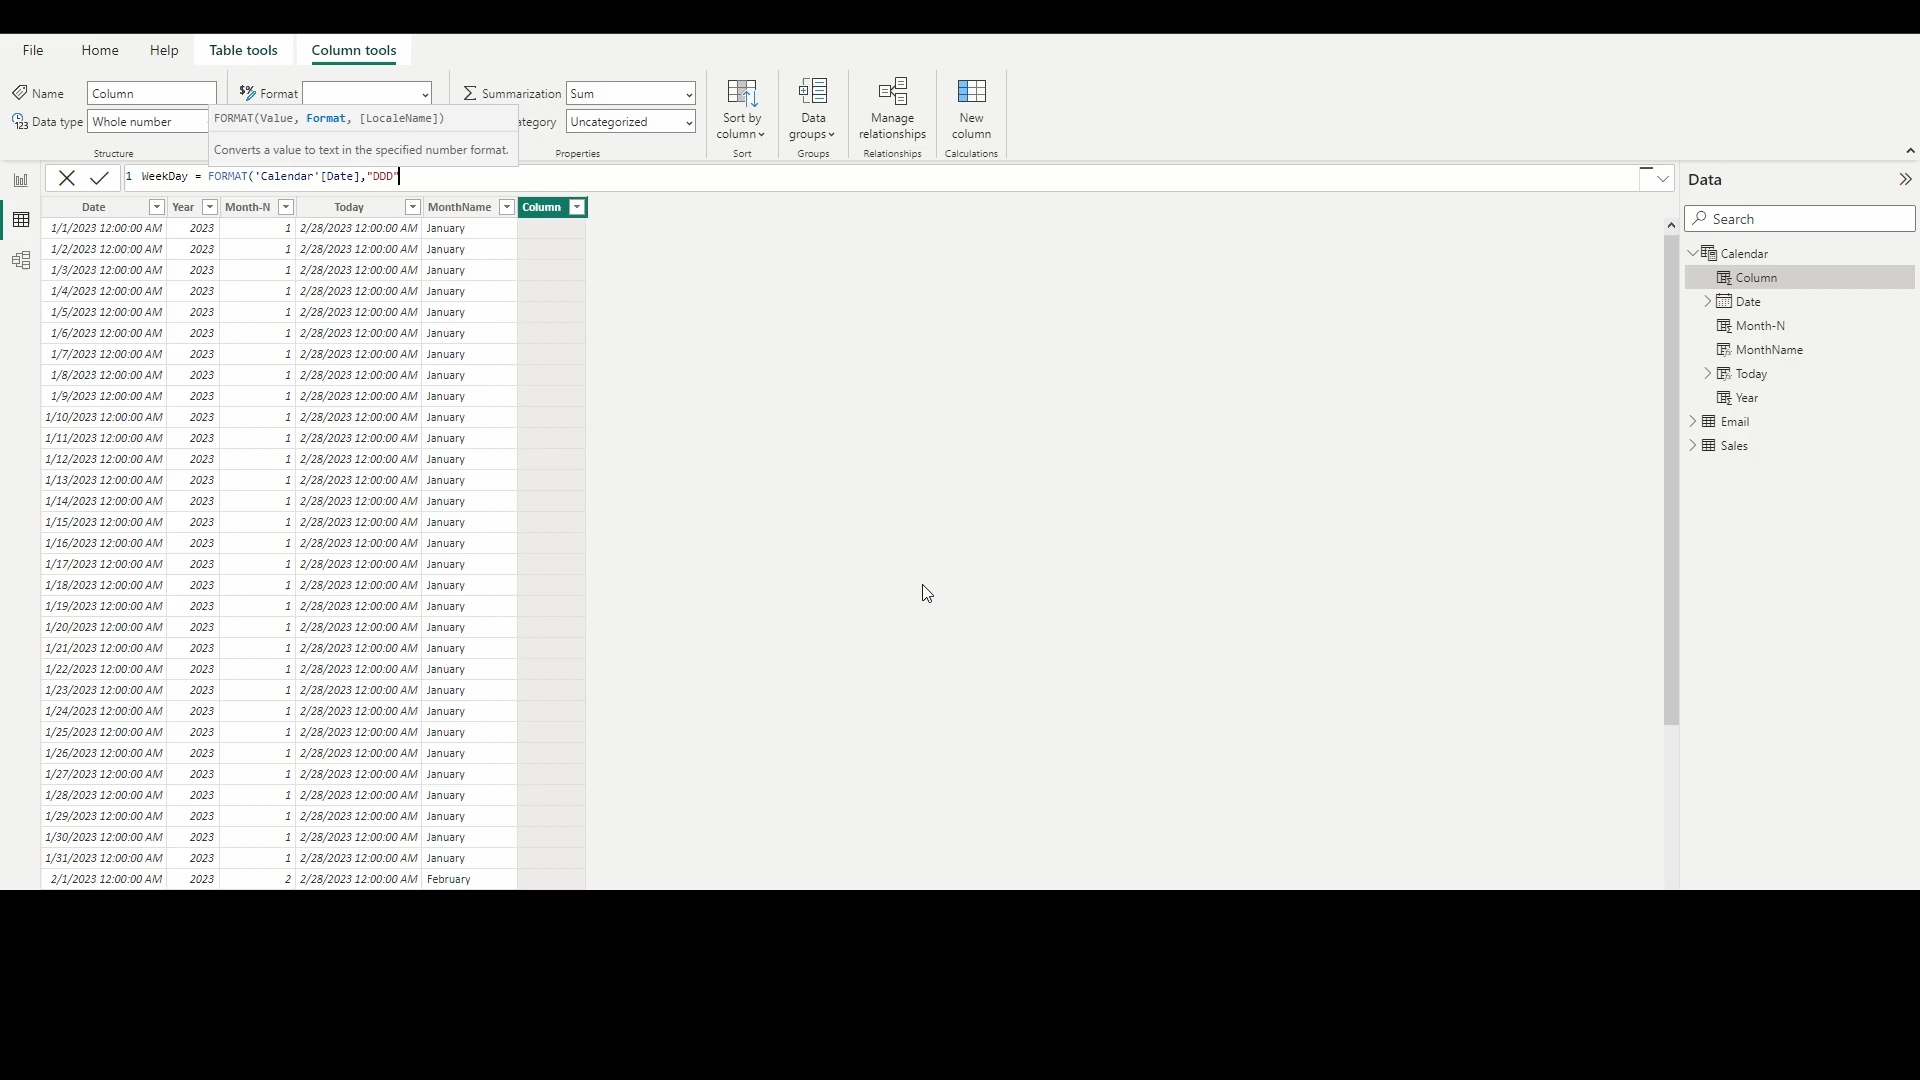 File Home Help Table tools Column tools
Name Column Format Summarization Sum
FORMAT(Value, Format, [LocaleName])
Data type Whole number ategory Uncategorized
Converts a value to text in the specified number format.
Sort by column Data groups Manage relationships New column
Structure Properties Sort Groups Relationships Calculations
1 WeekDay = FORMAT('Calendar'[Date],"DDD"
Date Year Month-N Today MonthName Column
1/1/2023 12:00:00 AM 2023 1 2/28/2023 12:00:00 AM January
1/2/2023 12:00:00 AM 2023 1 2/28/2023 12:00:00 AM January
1/3/2023 12:00:00 AM 2023 1 2/28/2023 12:00:00 AM January
1/4/2023 12:00:00 AM 2023 1 2/28/2023 12:00:00 AM January
1/5/2023 12:00:00 AM 2023 1 2/28/2023 12:00:00 AM January
1/6/2023 12:00:00 AM 2023 1 2/28/2023 12:00:00 AM January
1/7/2023 12:00:00 AM 2023 1 2/28/2023 12:00:00 AM January
1/8/2023 12:00:00 AM 2023 1 2/28/2023 12:00:00 AM January
1/9/2023 12:00:00 AM 2023 1 2/28/2023 12:00:00 AM January
1/10/2023 12:00:00 AM 2023 1 2/28/2023 12:00:00 AM January
1/11/2023 12:00:00 AM 2023 1 2/28/2023 12:00:00 AM January
1/12/2023 12:00:00 AM 2023 1 2/28/2023 12:00:00 AM January
1/13/2023 12:00:00 AM 2023 1 2/28/2023 12:00:00 AM January
1/14/2023 12:00:00 AM 2023 1 2/28/2023 12:00:00 AM January
1/15/2023 12:00:00 AM 2023 1 2/28/2023 12:00:00 AM January
1/16/2023 12:00:00 AM 2023 1 2/28/2023 12:00:00 AM January
1/17/2023 12:00:00 AM 2023 1 2/28/2023 12:00:00 AM January
1/18/2023 12:00:00 AM 2023 1 2/28/2023 12:00:00 AM January
1/19/2023 12:00:00 AM 2023 1 2/28/2023 12:00:00 AM January
1/20/2023 12:00:00 AM 2023 1 2/28/2023 12:00:00 AM January
1/21/2023 12:00:00 AM 2023 1 2/28/2023 12:00:00 AM January
1/22/2023 12:00:00 AM 2023 1 2/28/2023 12:00:00 AM January
1/23/2023 12:00:00 AM 2023 1 2/28/2023 12:00:00 AM January
1/24/2023 12:00:00 AM 2023 1 2/28/2023 12:00:00 AM January
1/25/2023 12:00:00 AM 2023 1 2/28/2023 12:00:00 AM January
1/26/2023 12:00:00 AM 2023 1 2/28/2023 12:00:00 AM January
1/27/2023 12:00:00 AM 2023 1 2/28/2023 12:00:00 AM January
1/28/2023 12:00:00 AM 2023 1 2/28/2023 12:00:00 AM January
1/29/2023 12:00:00 AM 2023 1 2/28/2023 12:00:00 AM January
1/30/2023 12:00:00 AM 2023 1 2/28/2023 12:00:00 AM January
1/31/2023 12:00:00 AM 2023 1 2/28/2023 12:00:00 AM January
2/1/2023 12:00:00 AM 2023 2 2/28/2023 12:00:00 AM February
Data
Search
Calendar
Column
Date
Month-N
MonthName
Today
Year
Email
Sales